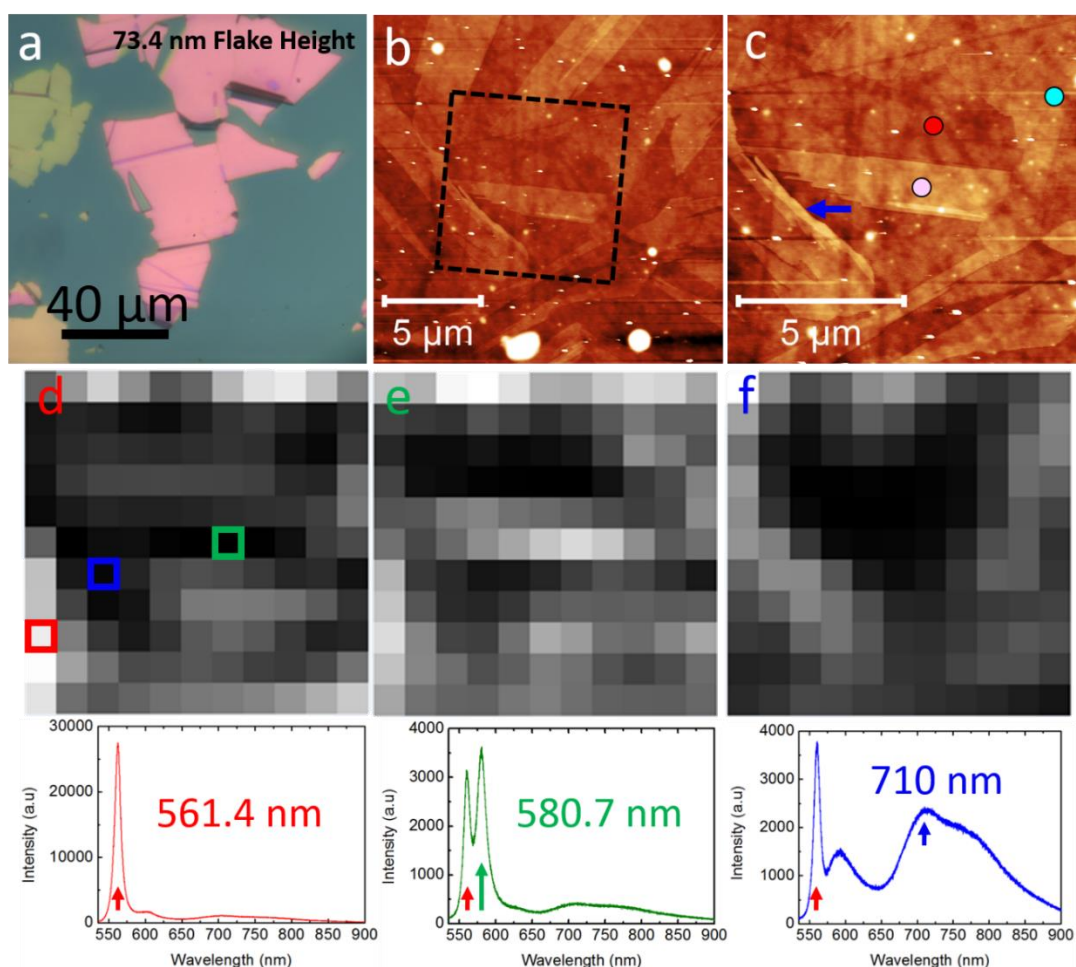 a
73.4 nm Flake Height
40 µm
b
5 µm
c
5 µm
d
e
f
30000
20000
10000
0
Intensity (a.u)
561.4 nm
550 600 650 700 750 800 850 900
Wavelength (nm)
4000
3000
2000
1000
0
Intensity (a.u)
580.7 nm
550 600 650 700 750 800 850 900
Wavelength (nm)
4000
3000
2000
1000
0
Intensity (a.u)
710 nm
550 600 650 700 750 800 850 900
Wavelength (nm)